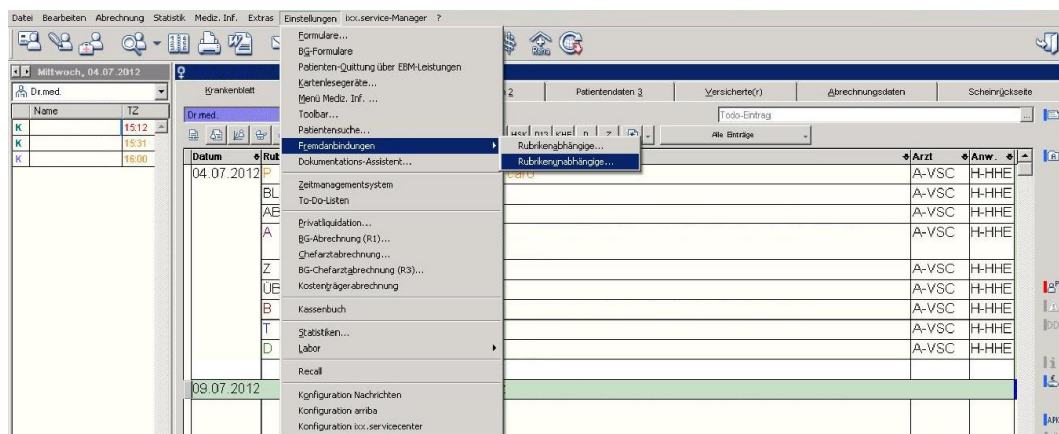 Datei Bearbeiten Abrechnung Statistik Mediz. Inf. Extras Einstellungen ixx.service-Manager ?
Mittwoch, 04.07.2012
Dr.med.
Name TZ
K 15:12
K 15:31
K 16:00
Krankenblatt
2
Patientendaten 3
Versicherte(r)
Abrechnungsdaten
Scheinrückseite
Dr.med.
Todo-Eintrag
...
HSK D13 KHE D Z
Alle Einträge
Datum Rub Arzt Anw.
04.07.2012 P caro A-VSC H-HHE
BL A-VSC H-HHE
AB A-VSC H-HHE
A A-VSC H-HHE
Z A-VSC H-HHE
ÜB A-VSC H-HHE
B A-VSC H-HHE
T A-VSC H-HHE
D A-VSC H-HHE
09.07.2012
Formulare...
BG-Formulare
Patienten-Quittung über EBM-Leistungen
Kartenlesegeräte...
Menü Mediz. Inf. ...
Toolbar...
Patientensuche...
Fremdanbindungen
Rubrikenabhängige...
Rubrikenunabhängige...
Dokumentations-Assistent...
Zeitmanagementsystem
To-Do-Listen
Privatliquidation...
BG-Abrechnung (R1)...
Chefarztabrechnung...
BG-Chefarztabrechnung (R3)...
Kostenträgerabrechnung
Kassenbuch
Statistiken...
Labor
Recall
Konfiguration Nachrichten
Konfiguration arriba
Konfiguration ixx.servicecenter